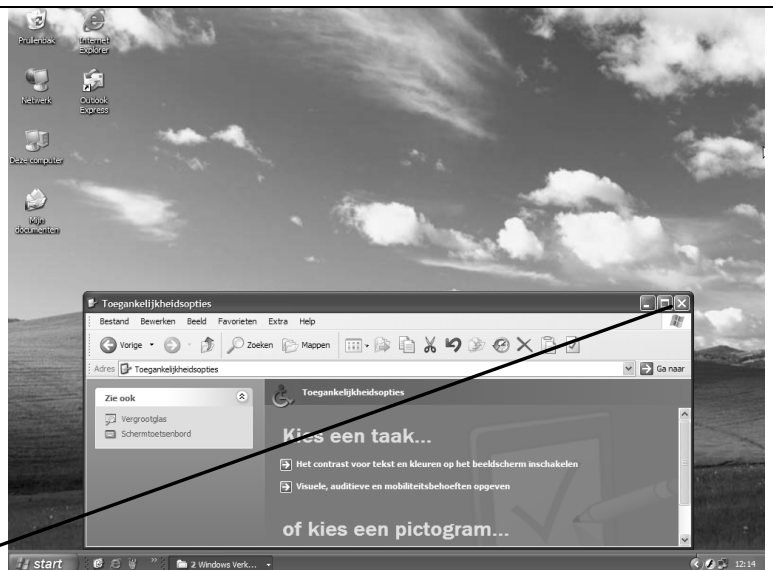 Prullenbak
Internet Explorer
Netwerk
Outlook Express
Deze computer
Mijn documenten
Toegankelijkheidsopties
Bestand Bewerken Beeld Favorieten Extra Help
Vorige Zoeken Mappen
Adres Toegankelijkheidsopties Ga naar
Zie ook
Vergrootglas
Schermtoetsenbord
Toegankelijkheidsopties
Kies een taak...
Het contrast voor tekst en kleuren op het beeldscherm inschakelen
Visuele, auditieve en mobiliteitsbehoeften opgeven
of kies een pictogram...
start 2 Windows Verk... 12:14